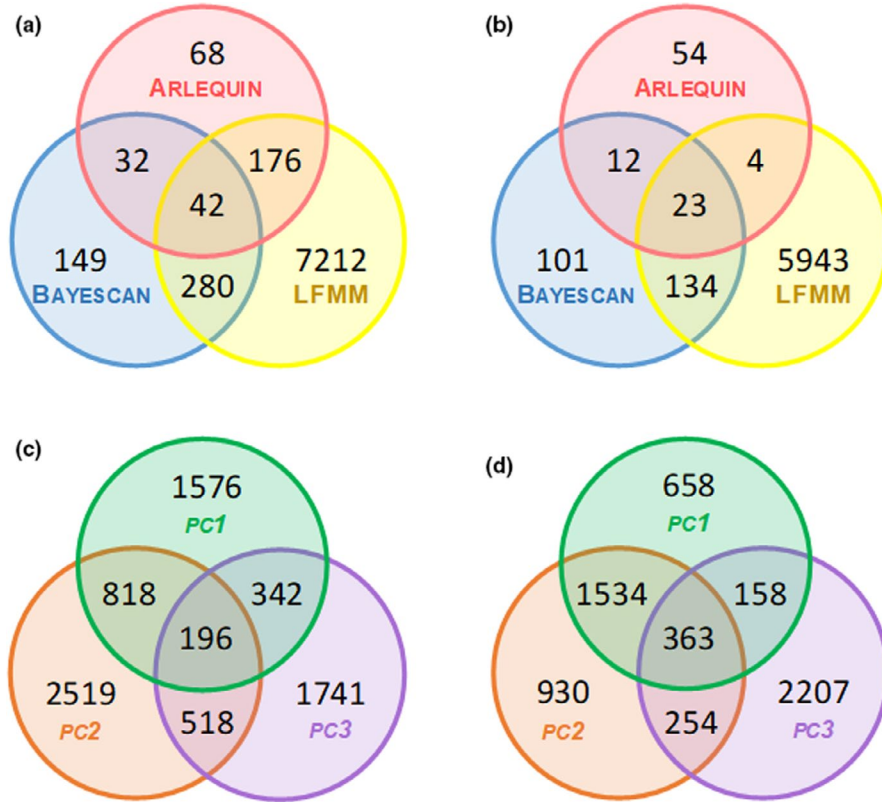 (a)
68
ARLEQUIN
32
176
42
149
BAYESCAN
280
7212
LFMM
(b)
54
ARLEQUIN
12
4
23
101
BAYESCAN
134
5943
LFMM
(c)
1576
PC1
818
342
196
2519
PC2
518
1741
PC3
(d)
658
PC1
1534
158
363
930
PC2
254
2207
PC3